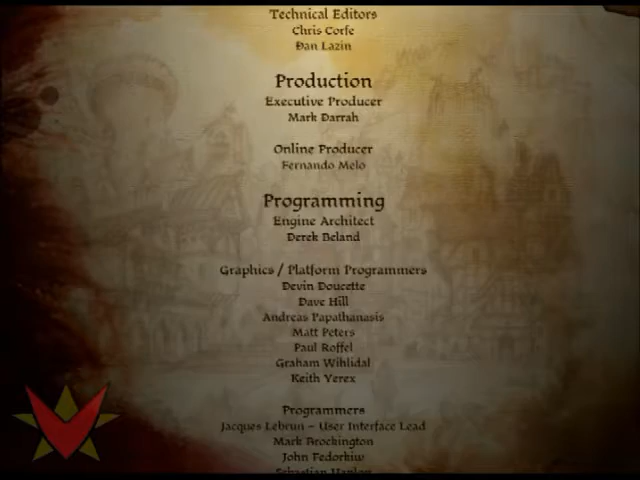 Technical Editors
Chris Corfe
Dan Lazin
Production
Executive Producer
Mark Darrah
Online Producer
Fernando Melo
Programming
Engine Architect
Derek Beland
Graphics / Platform Programmers
Devin Doucette
Dave Hill
Andreas Papathanasis
Matt Peters
Paul Roffel
Graham Wihlidal
Keith Yerex
Programmers
Jacques Lebrun – User Interface Lead
Mark Brockington
John Fedorkiw
Sebastian Hanlon